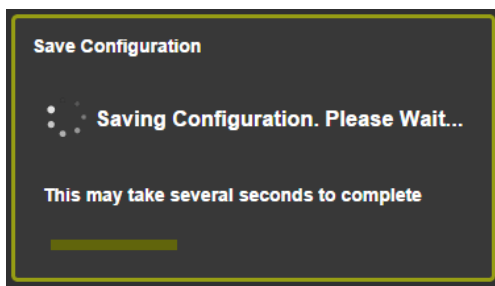 Save Configuration
Saving Configuration. Please Wait...
This may take several seconds to complete